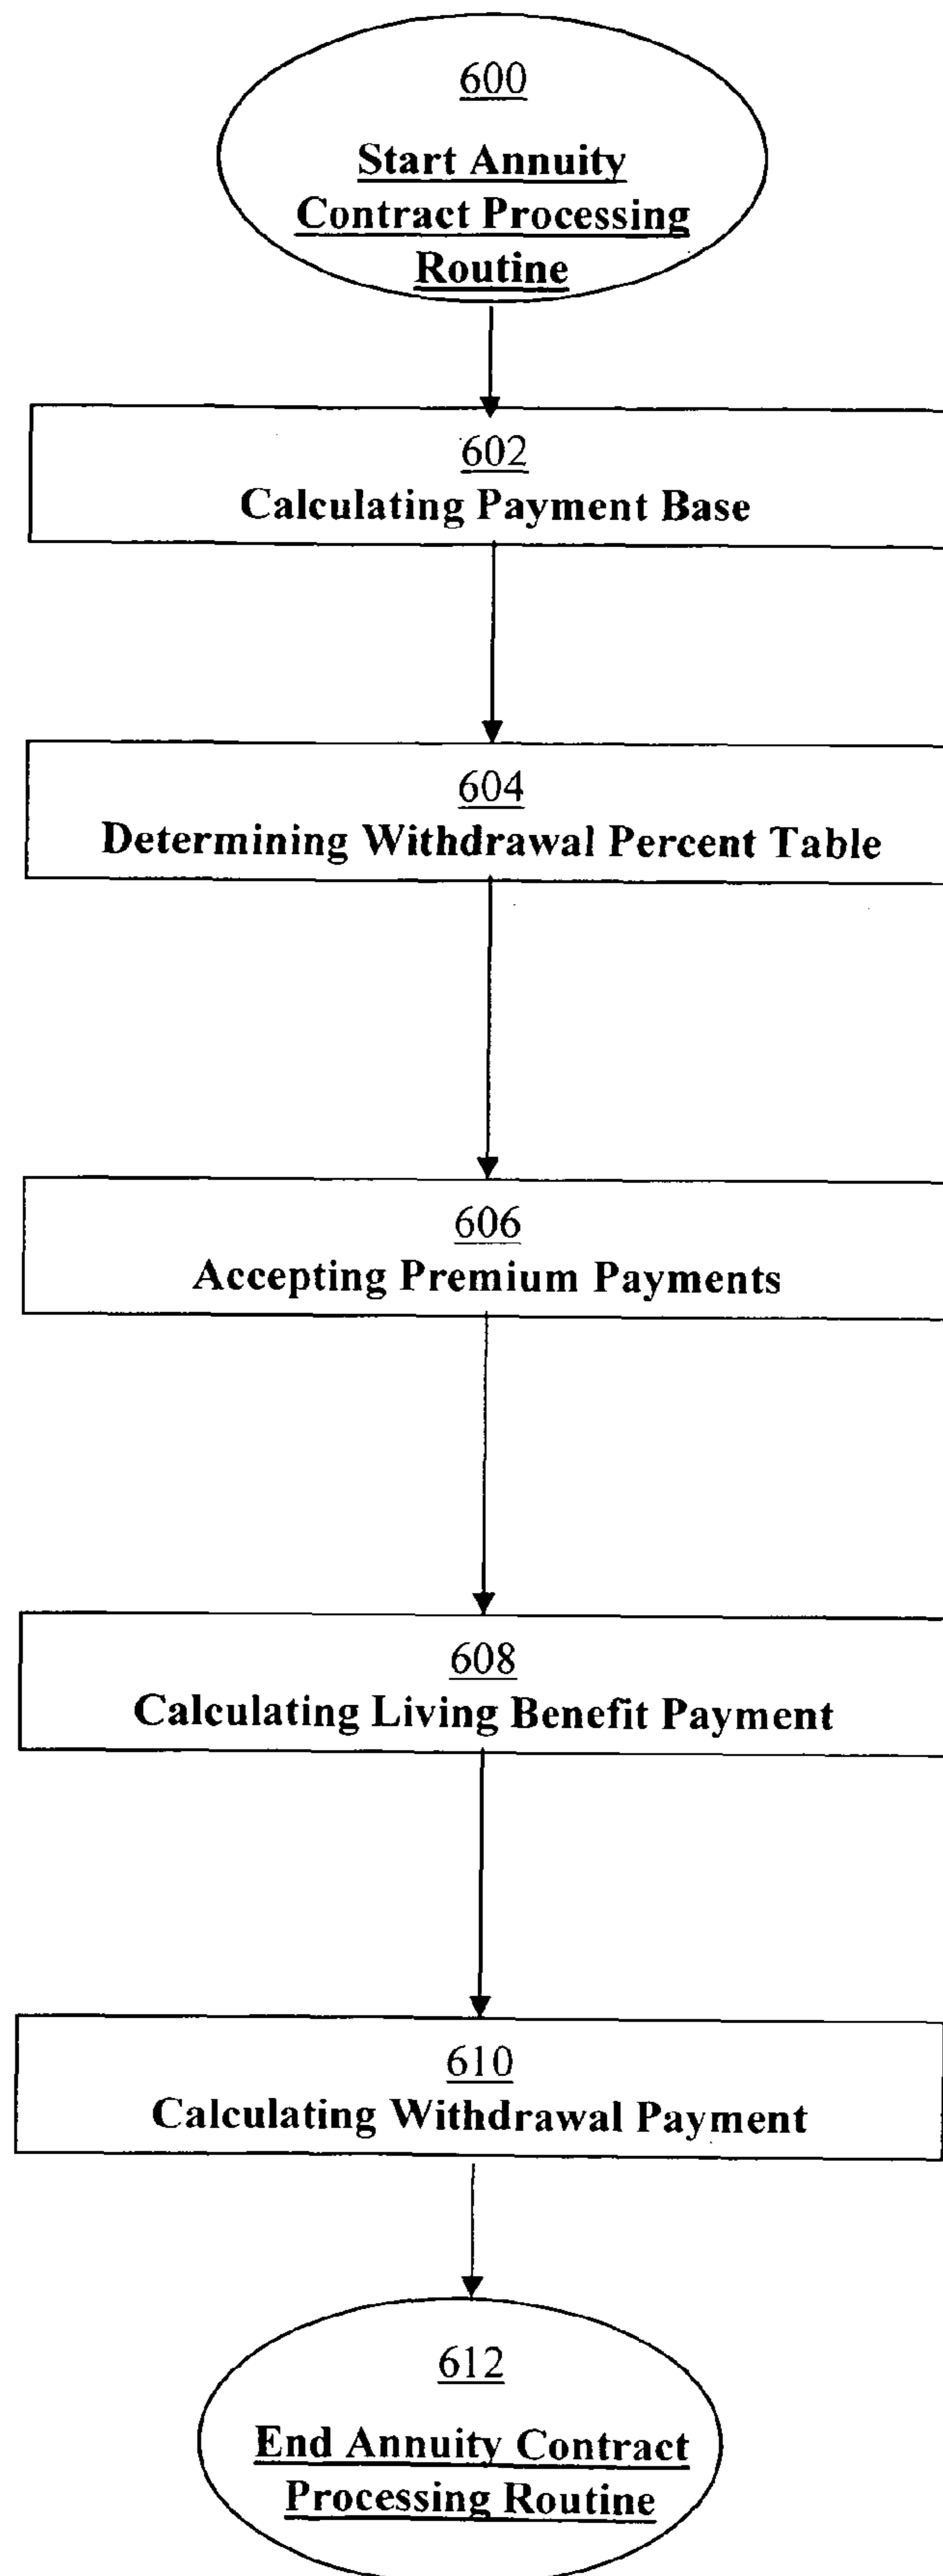 600
Start Annuity
Contract Processing
Routine
602
Calculating Payment Base
604
Determining Withdrawal Percent Table
606
Accepting Premium Payments
608
Calculating Living Benefit Payment
610
Calculating Withdrawal Payment
612
End Annuity Contract
Processing Routine